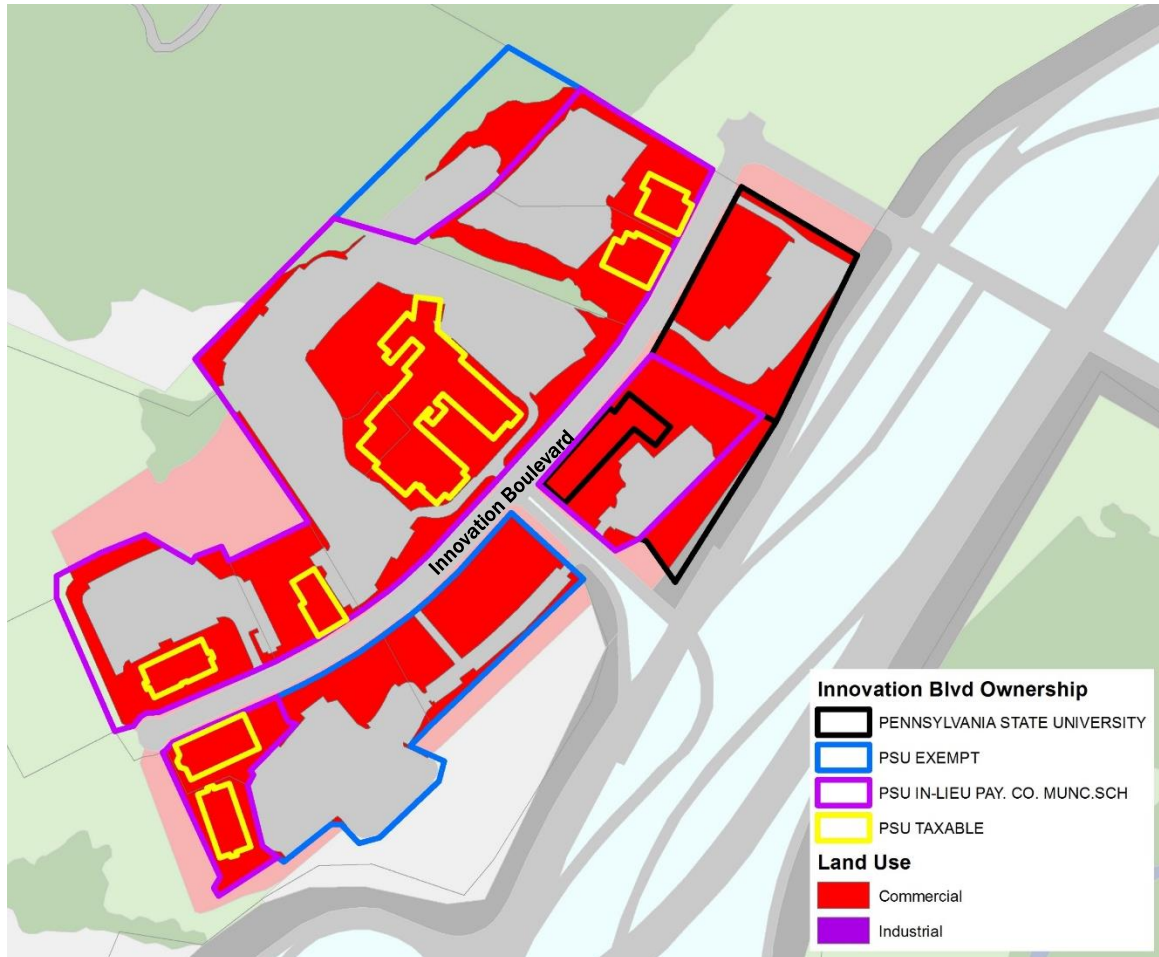 Innovation Boulevard
Innovation Blvd Ownership
PENNSYLVANIA STATE UNIVERSITY
PSU EXEMPT
PSU IN-LIEU PAY. CO. MUNC.SCH
PSU TAXABLE
Land Use
Commercial
Industrial